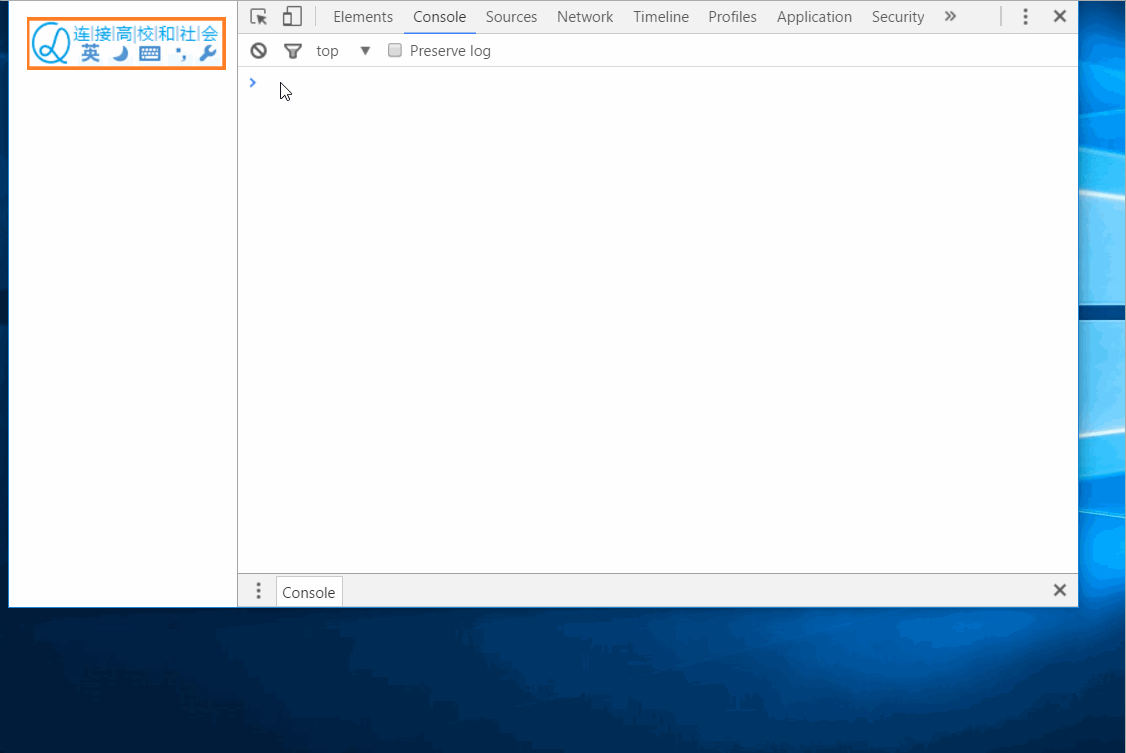 连|接|高|校|和|社|会
英
Elements Console Sources Network Timeline Profiles Application Security
top Preserve log
Console